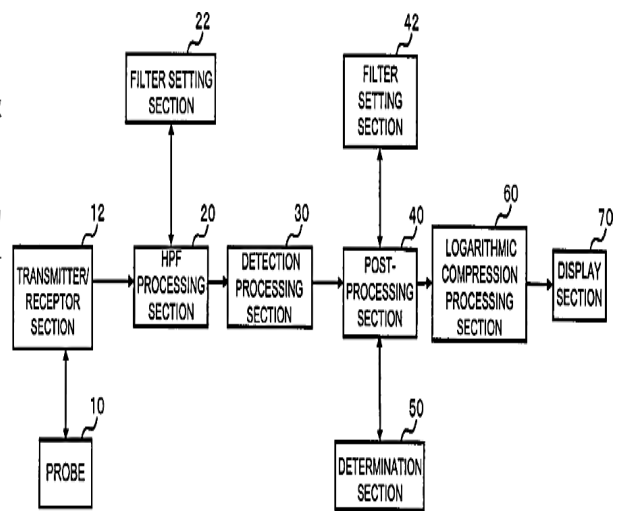 22
FILTER SETTING
SECTION
42
FILTER
SETTING
SECTION
12
TRANSMITTER/
RECEPTOR
SECTION
20
HPF
PROCESSING
SECTION
30
DETECTION
PROCESSING
SECTION
40
POST-
PROCESSING
SECTION
60
LOGARITHMIC
COMPRESSION
PROCESSING
SECTION
70
DISPLAY
SECTION
10
PROBE
50
DETERMINATION
SECTION